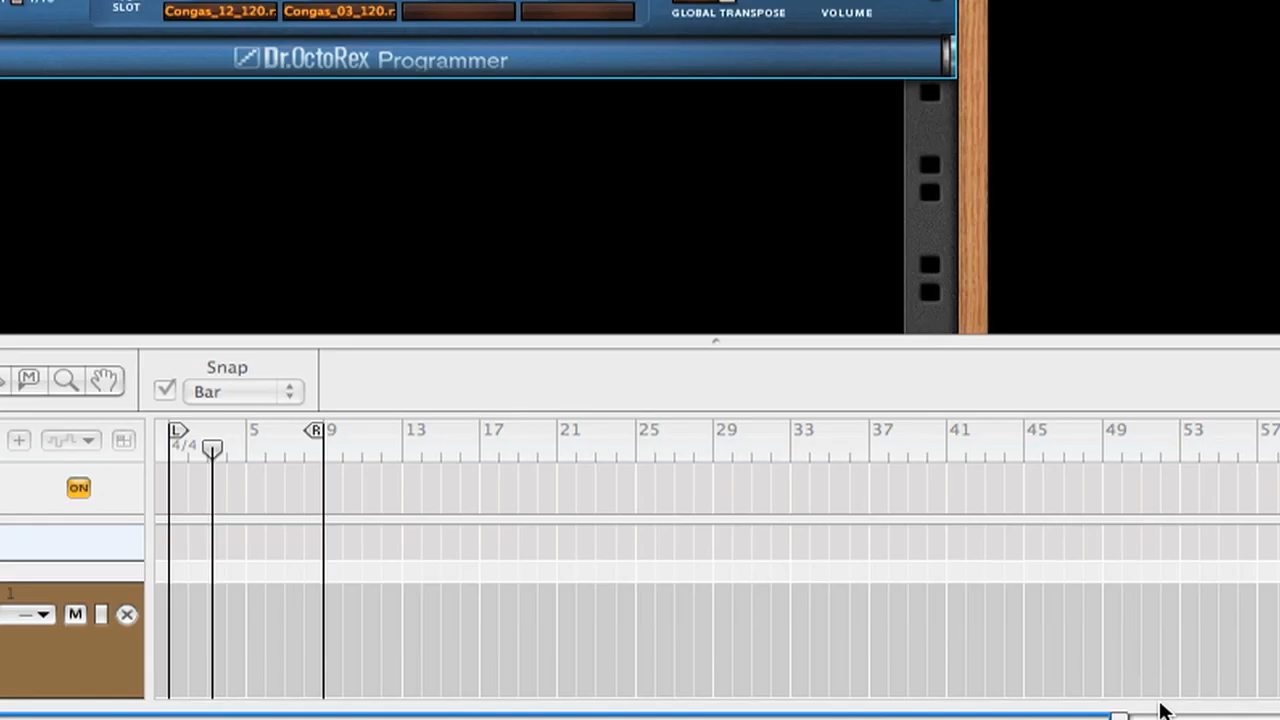 SLOT
Congas_12_120.r Congas_03_120.r
GLOBAL TRANSPOSE VOLUME
Dr.OctoRex Programmer
Snap
M
Bar
L 5 R 9 13 17 21 25 29 33 37 41 45 49 53 57
4/4
ON
1
M